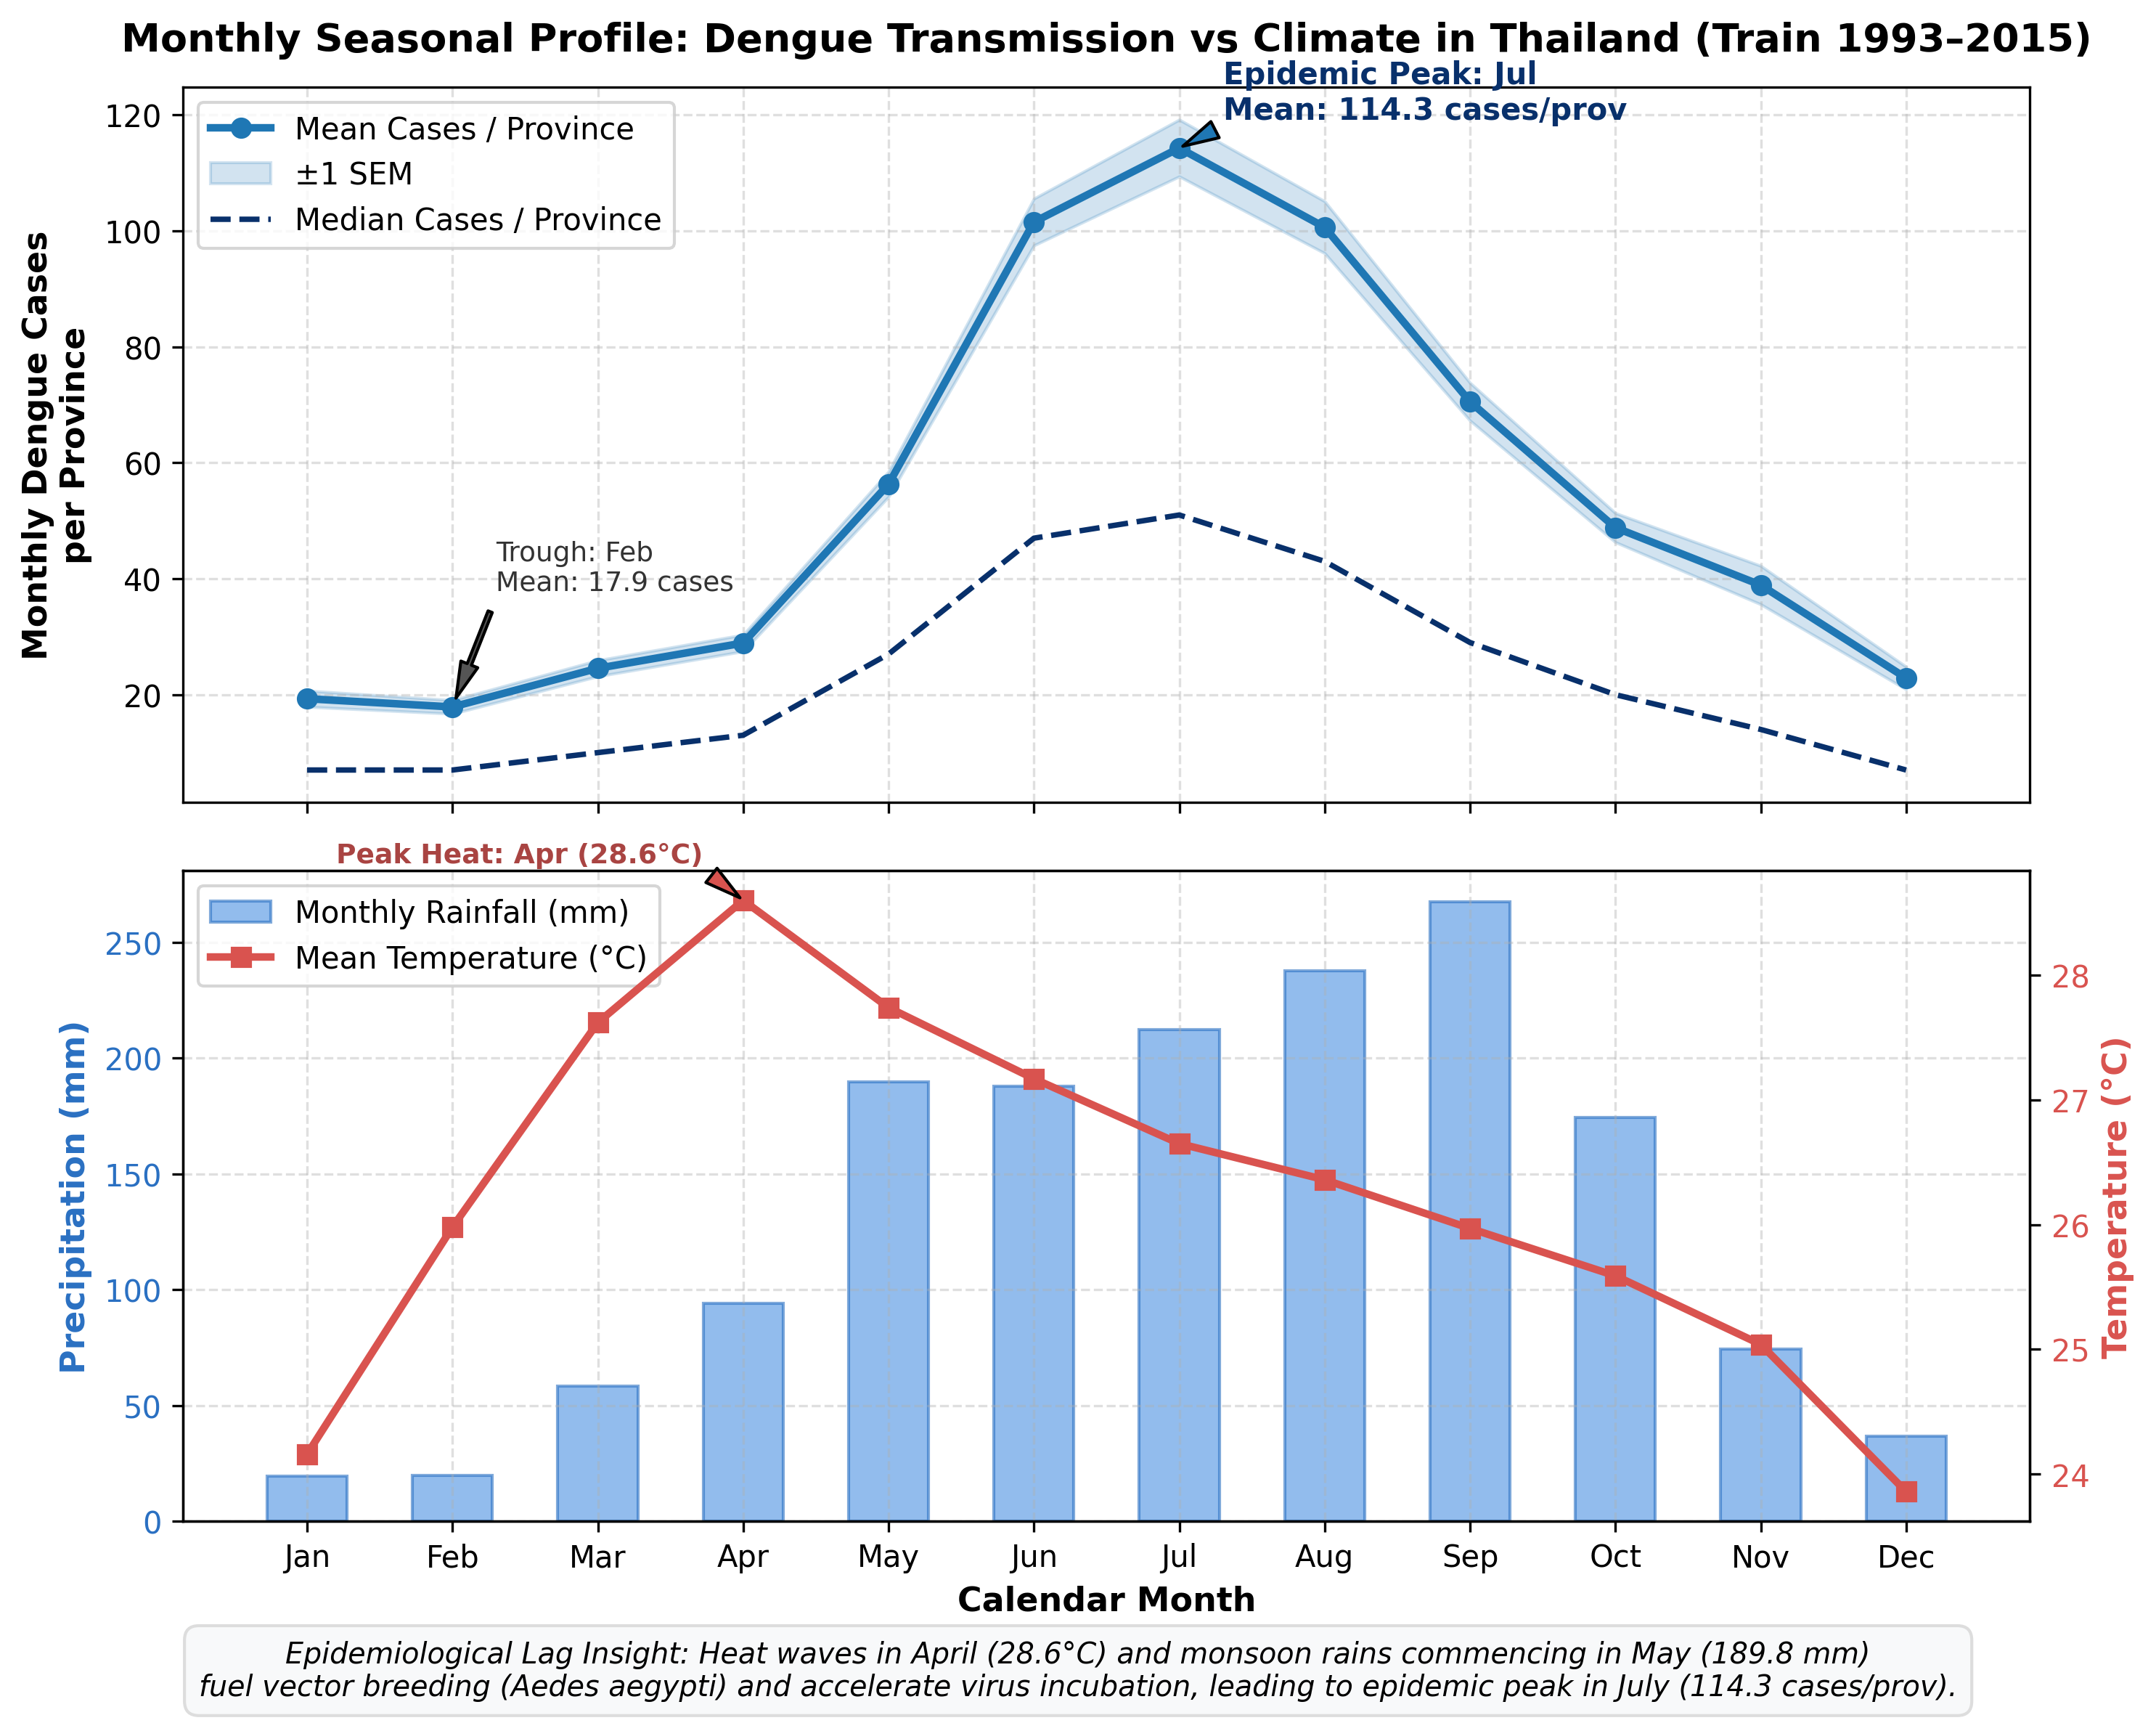 Monthly Seasonal Profile: Dengue Transmission vs Climate in Thailand (Train 1993–2015)
Epidemic Peak: Jul
Mean: 114.3 cases/prov
Mean Cases / Province
±1 SEM
Median Cases / Province
Monthly Dengue Cases
per Province
120
100
80
60
40
20
Trough: Feb
Mean: 17.9 cases
Peak Heat: Apr (28.6°C)
Monthly Rainfall (mm)
Mean Temperature (°C)
Precipitation (mm)
250
200
150
100
50
0
28
27
26
25
24
Temperature (°C)
Jan Feb Mar Apr May Jun Jul Aug Sep Oct Nov Dec
Calendar Month
Epidemiological Lag Insight: Heat waves in April (28.6°C) and monsoon rains commencing in May (189.8 mm)
fuel vector breeding (Aedes aegypti) and accelerate virus incubation, leading to epidemic peak in July (114.3 cases/prov).